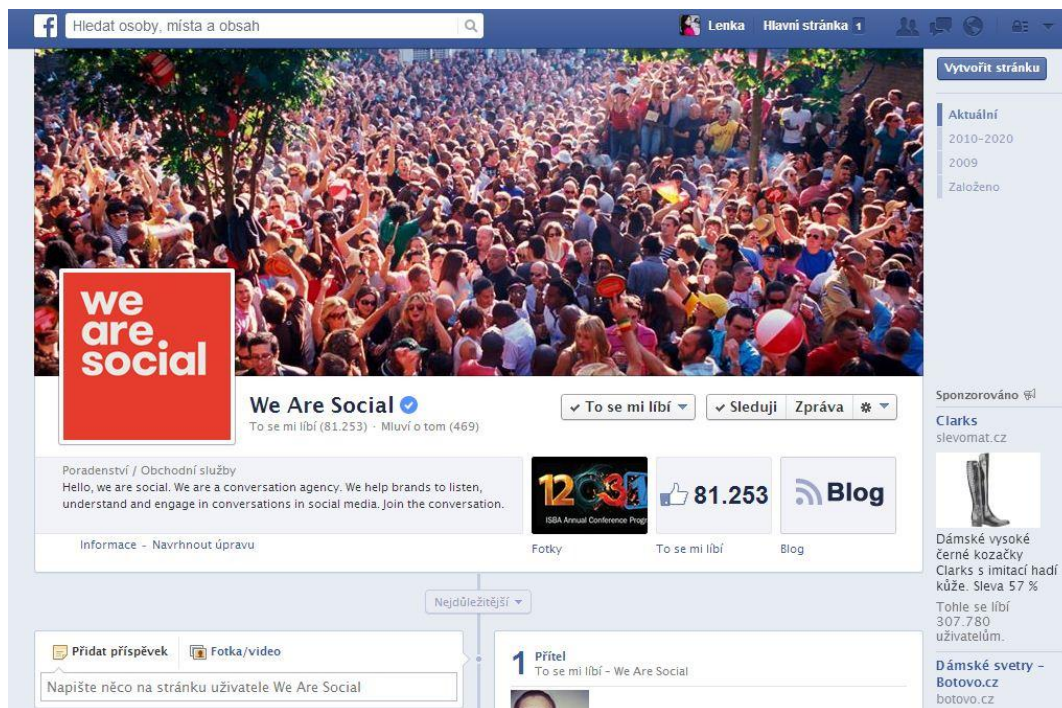 Hledat osoby, místa a obsah
Lenka
Hlavní stránka 1
Vytvořit stránku
Aktuální
2010-2020
2009
Založeno
we
are
social
We Are Social
To se mi líbí (81.253) · Mluví o tom (469)
To se mi líbí
Sleduji
Zpráva
Poradenství / Obchodní služby
Hello, we are social. We are a conversation agency. We help brands to listen,
understand and engage in conversations in social media. Join the conversation.
Informace - Navrhnout úpravu
ISBA Annual Conference
81.253
Blog
Fotky
To se mi líbí
Blog
Sponzorováno
Clarks
slevomat.cz
Dámské vysoké
černé kozačky
Clarks s imitací hadí
kůže. Sleva 57 %
Tohle se líbí
307.780
uživatelům.
Dámské svetry -
Botovo.cz
botovo.cz
Nejdůležitější
Přidat příspěvek
Fotka/video
Napište něco na stránku uživatele We Are Social
1 Přítel
To se mi líbí - We Are Social